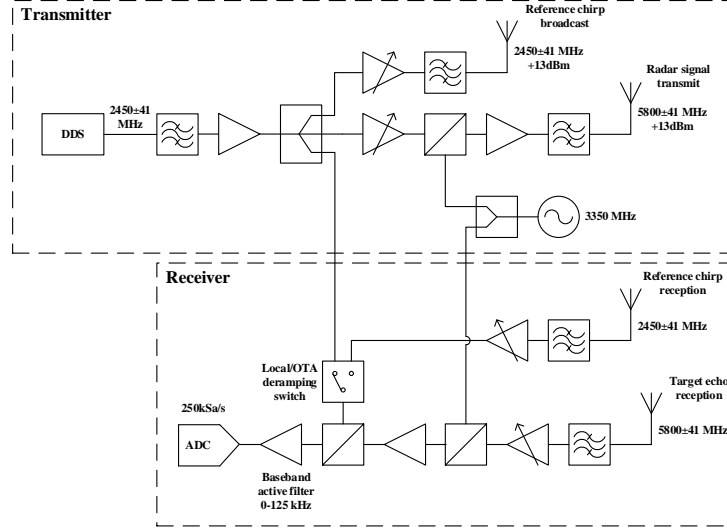 Transmitter
Reference chirp
broadcast
2450±41 MHz
+13dBm
Radar signal
transmit
5800±41 MHz
+13dBm
DDS
2450±41
MHz
3350 MHz
Receiver
Reference chirp
reception
2450±41 MHz
Local/OTA
deramping
switch
Target echo
reception
5800±41 MHz
250kSa/s
ADC
Baseband
active filter
0-125 kHz